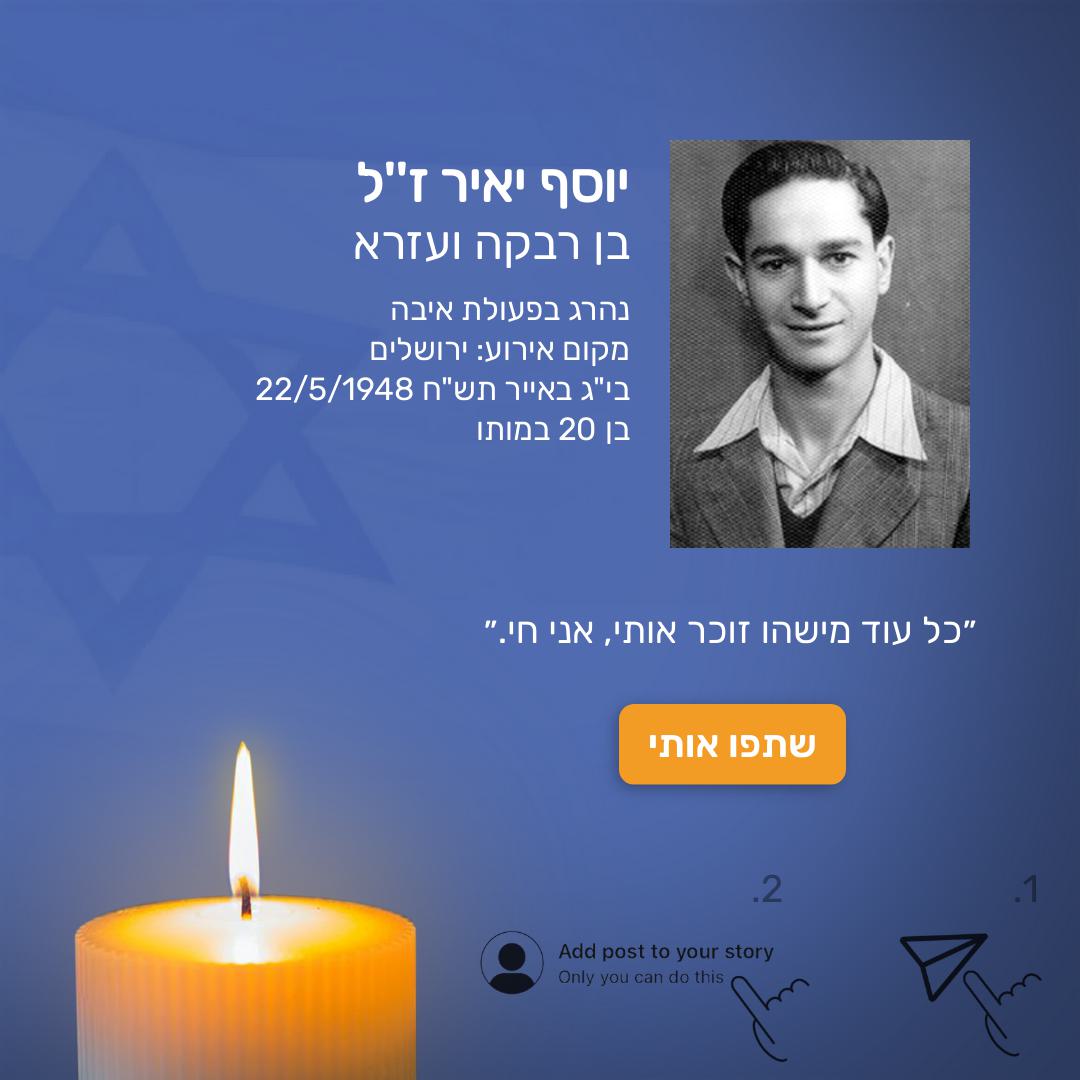 יוסף יאיר ז"ל
בן רבקה ועזרא
נהרג בפעולת איבה
מקום אירוע: ירושלים
בי"ג באייר תש"ח 22/5/1948
בן 20 במותו
״כל עוד מישהו זוכר אותי, אני חי.״
שתפו אותי
1.
2.
Add post to your story
Only you can do this